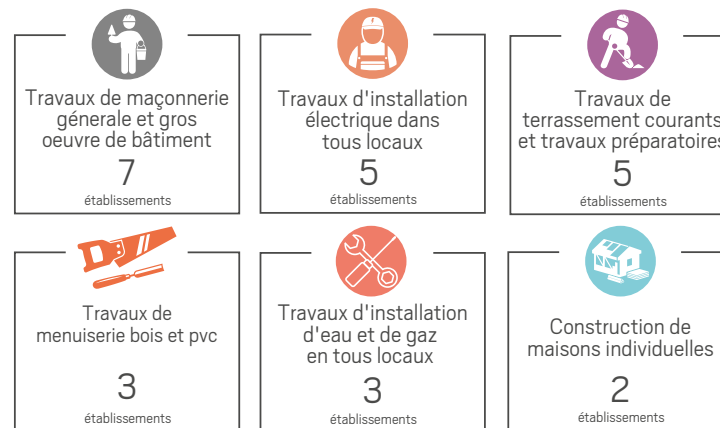 Travaux de maçonnerie
génerale et gros
oeuvre de bâtiment
7
établissements
Travaux d'installation
électrique dans
tous locaux
5
établissements
Travaux de
terrassement courants
et travaux préparatoires
5
établissements
Travaux de
menuiserie bois et pvc
3
établissements
Travaux d'installation
d'eau et de gaz
en tous locaux
3
établissements
Construction de
maisons individuelles
2
établissements